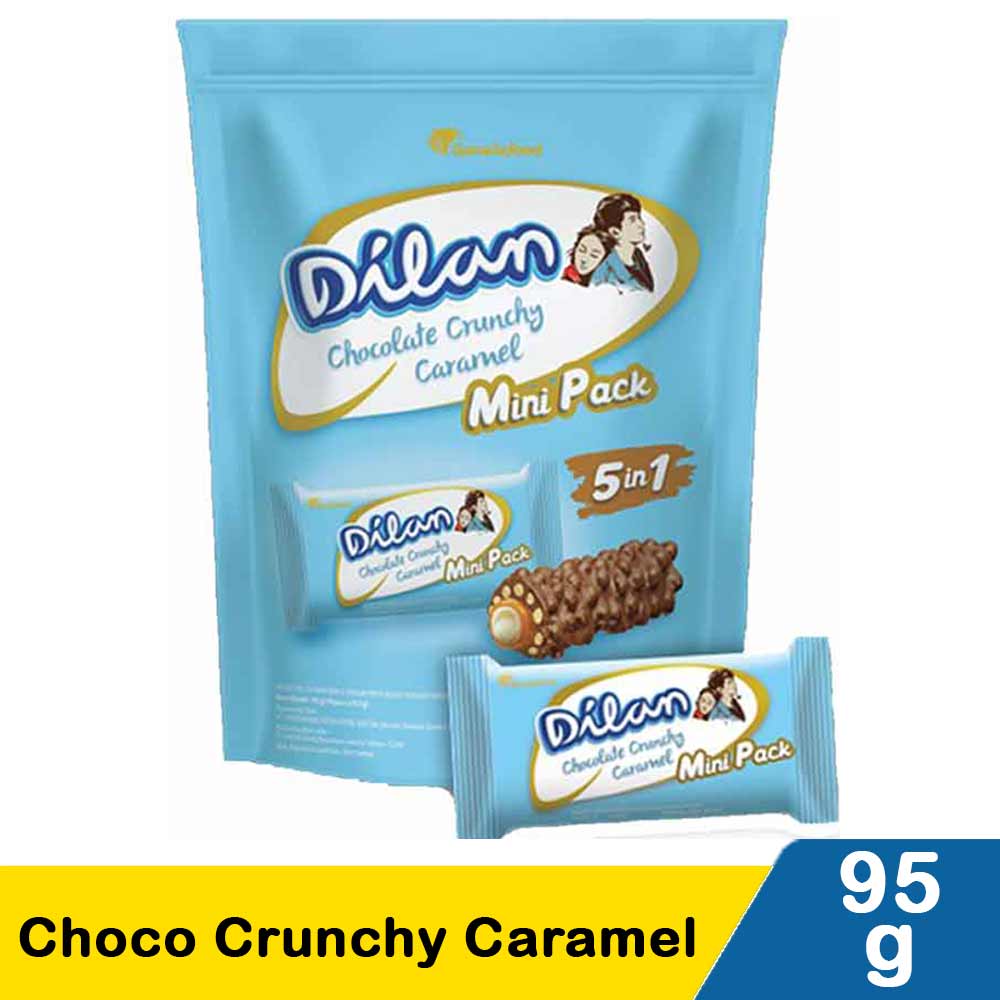 Dilan
Chocolate Crunchy
Caramel
Mini Pack
5 in 1
Dilan
Chocolate Crunchy
Caramel
Mini Pack
Dilan
Chocolate Crunchy
Caramel
Mini Pack
Choco Crunchy Caramel
95
g